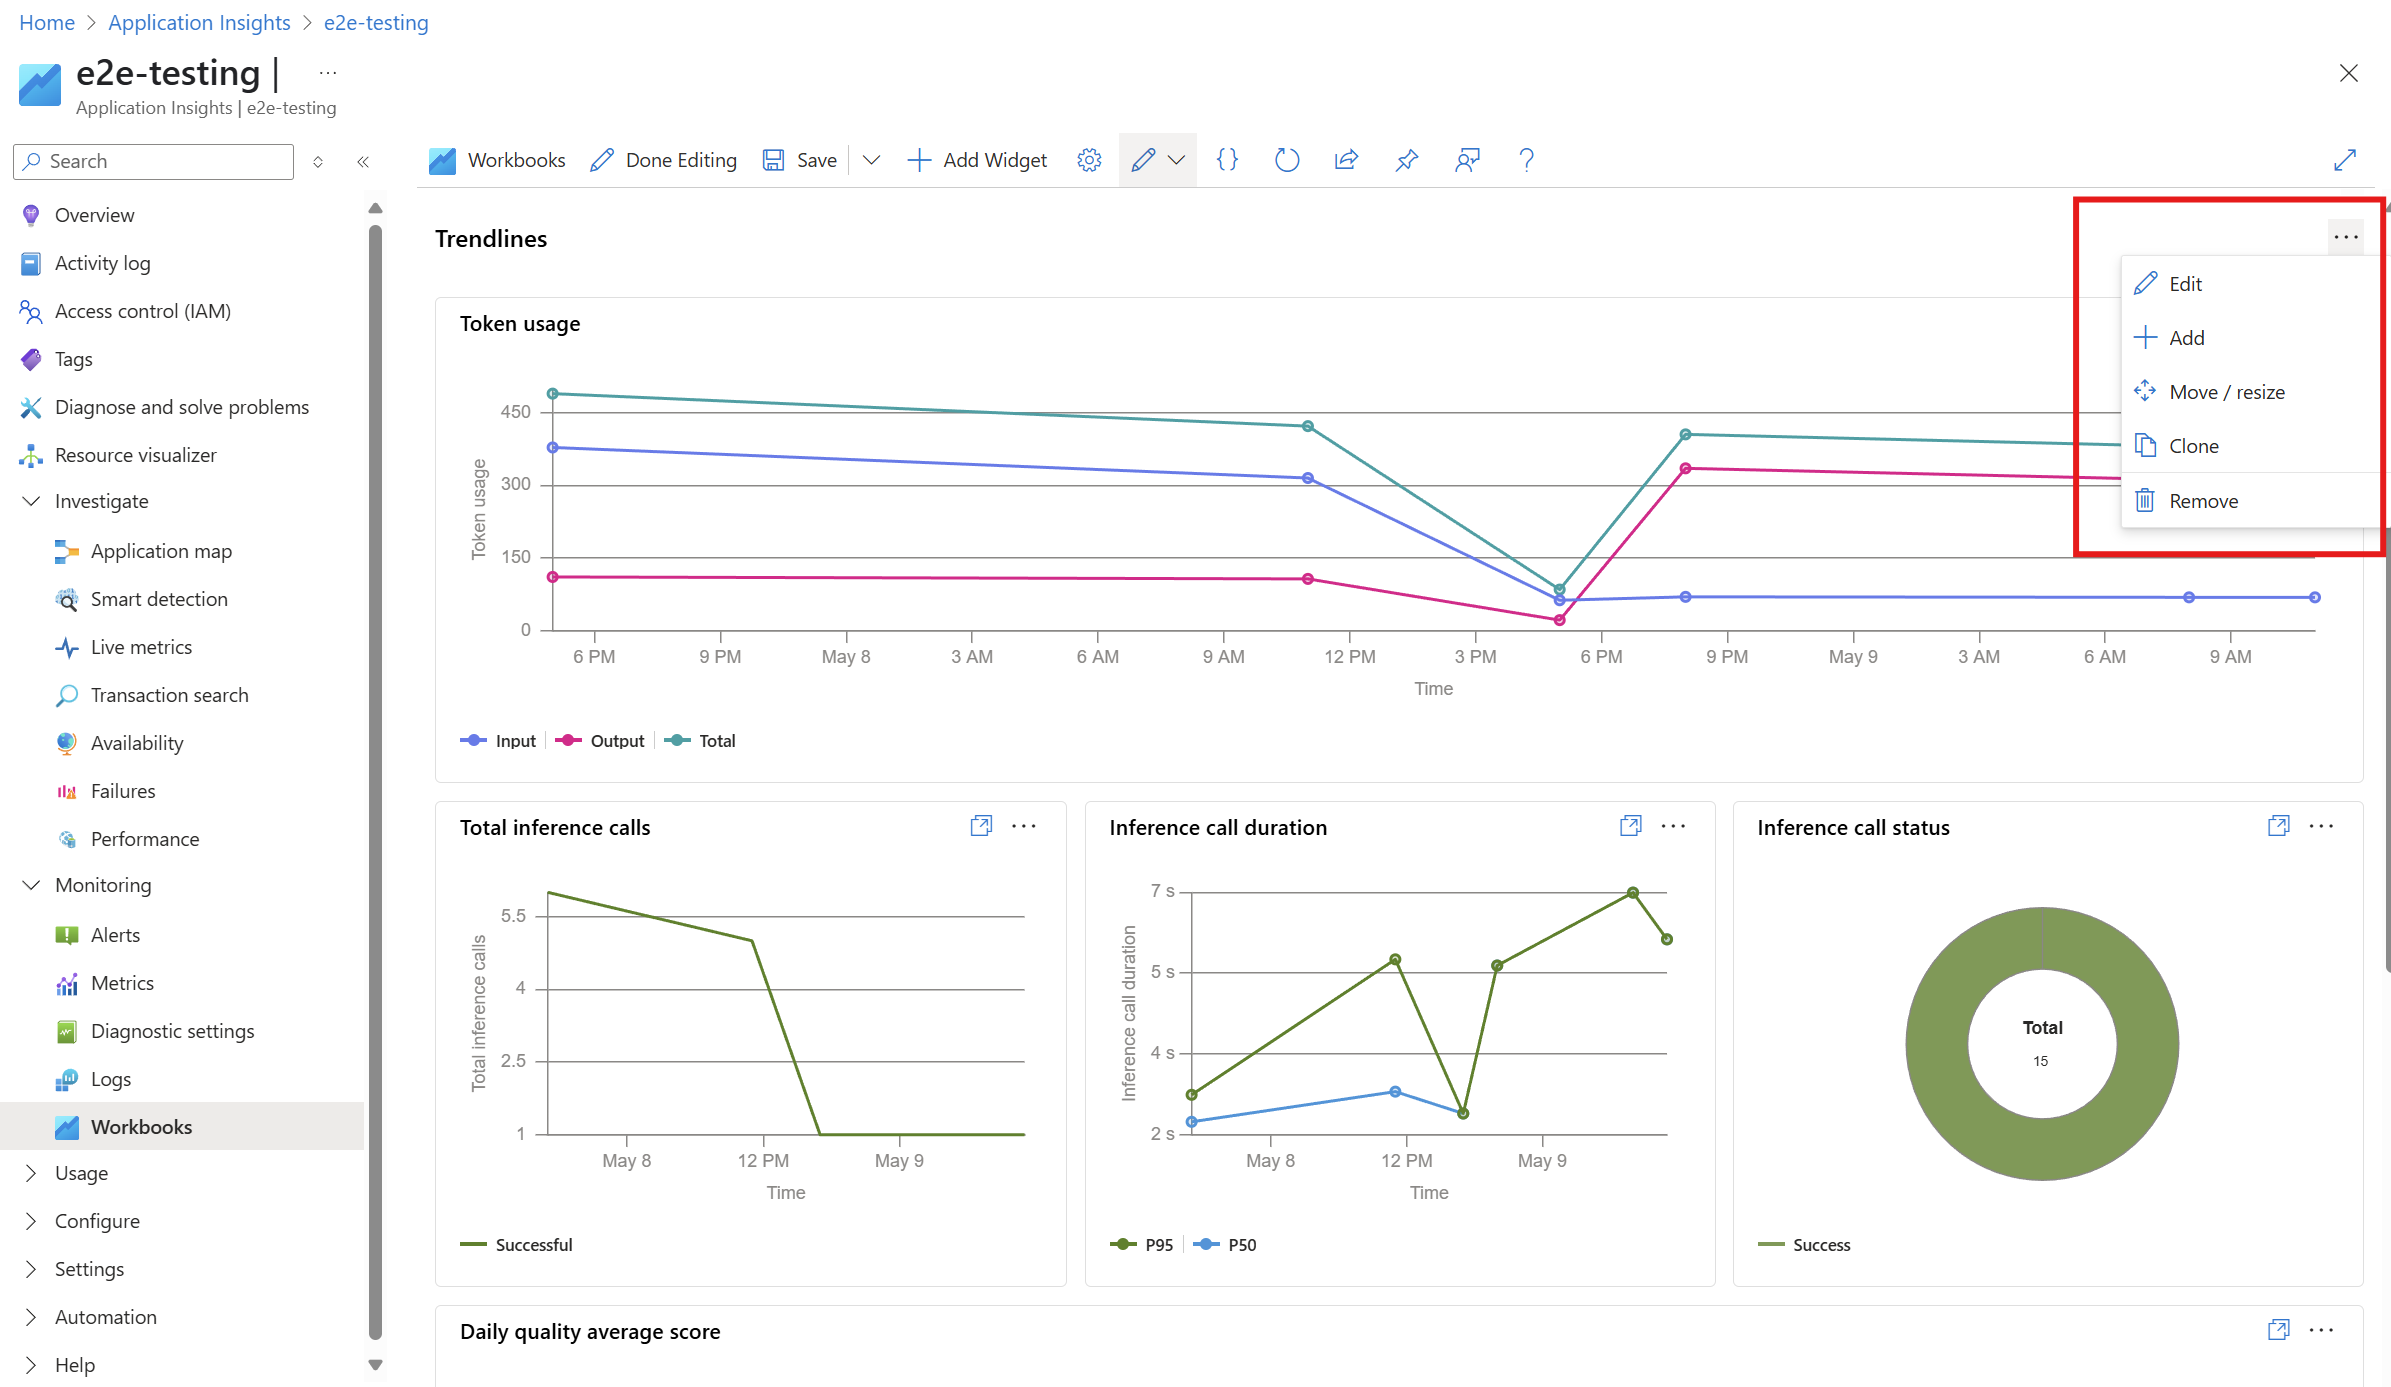 Home > Application Insights > e2e-testing
e2e-testing | ...
Application Insights | e2e-testing
Search
Overview
Activity log
Access control (IAM)
Tags
Diagnose and solve problems
Resource visualizer
Investigate
Application map
Smart detection
Live metrics
Transaction search
Availability
Failures
Performance
Monitoring
Alerts
Metrics
Diagnostic settings
Logs
Workbooks
Usage
Configure
Settings
Automation
Help
Workbooks Done Editing Save Add Widget {} ?
Trendlines
...
Edit
Add
Move / resize
Clone
Remove
Token usage
Token usage
450
300
150
0
6 PM 9 PM May 8 3 AM 6 AM 9 AM 12 PM 3 PM 6 PM 9 PM May 9 3 AM 6 AM 9 AM
Time
Input Output Total
Total inference calls
Total inference calls
5.5
4
2.5
1
May 8 12 PM May 9
Time
Successful
Inference call duration
Inference call duration
7 s
5 s
4 s
2 s
May 8 12 PM May 9
Time
P95 P50
Inference call status
Total
15
Success
Daily quality average score